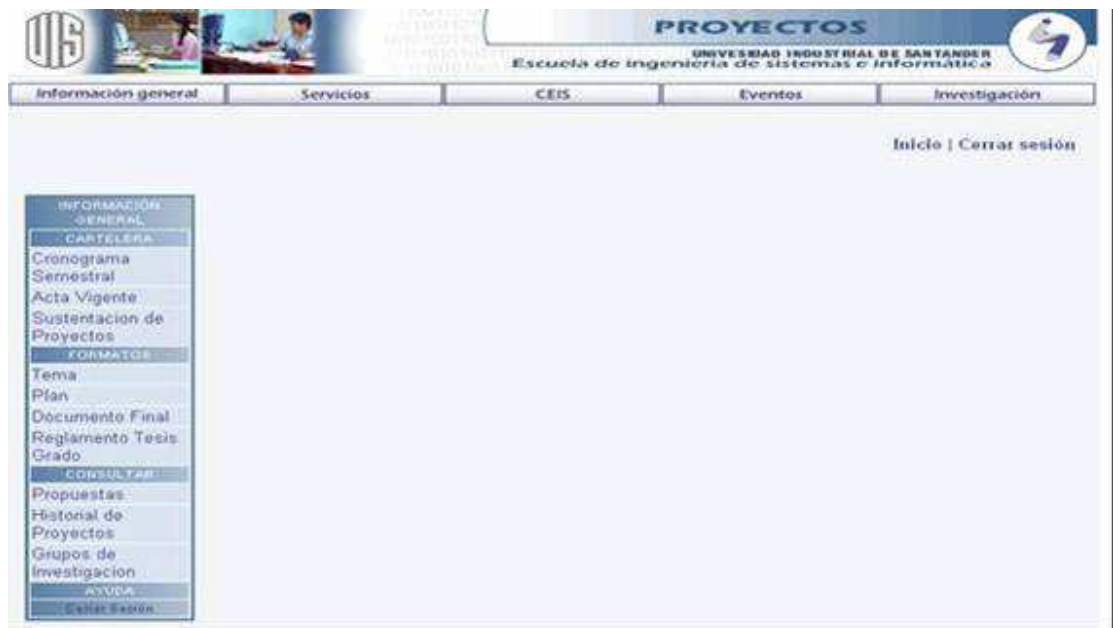 UIS
PROYECTOS
UNIVERSIDAD INDUSTRIAL DE SANTANDER
Escuela de ingeniería de sistemas e informática
Información general Servicios CEIS Eventos Investigación
Inicio | Cerrar sesión
INFORMACIÓN
GENERAL
CARTELERA
Cronograma
Semestral
Acta Vigente
Sustentacion de
Proyectos
FORMATOS
Tema
Plan
Documento Final
Reglamento Tesis
Grado
CONSULTAR
Propuestas
Historial de
Proyectos
Grupos de
Investigacion
AYUDA
Cerrar Sesión